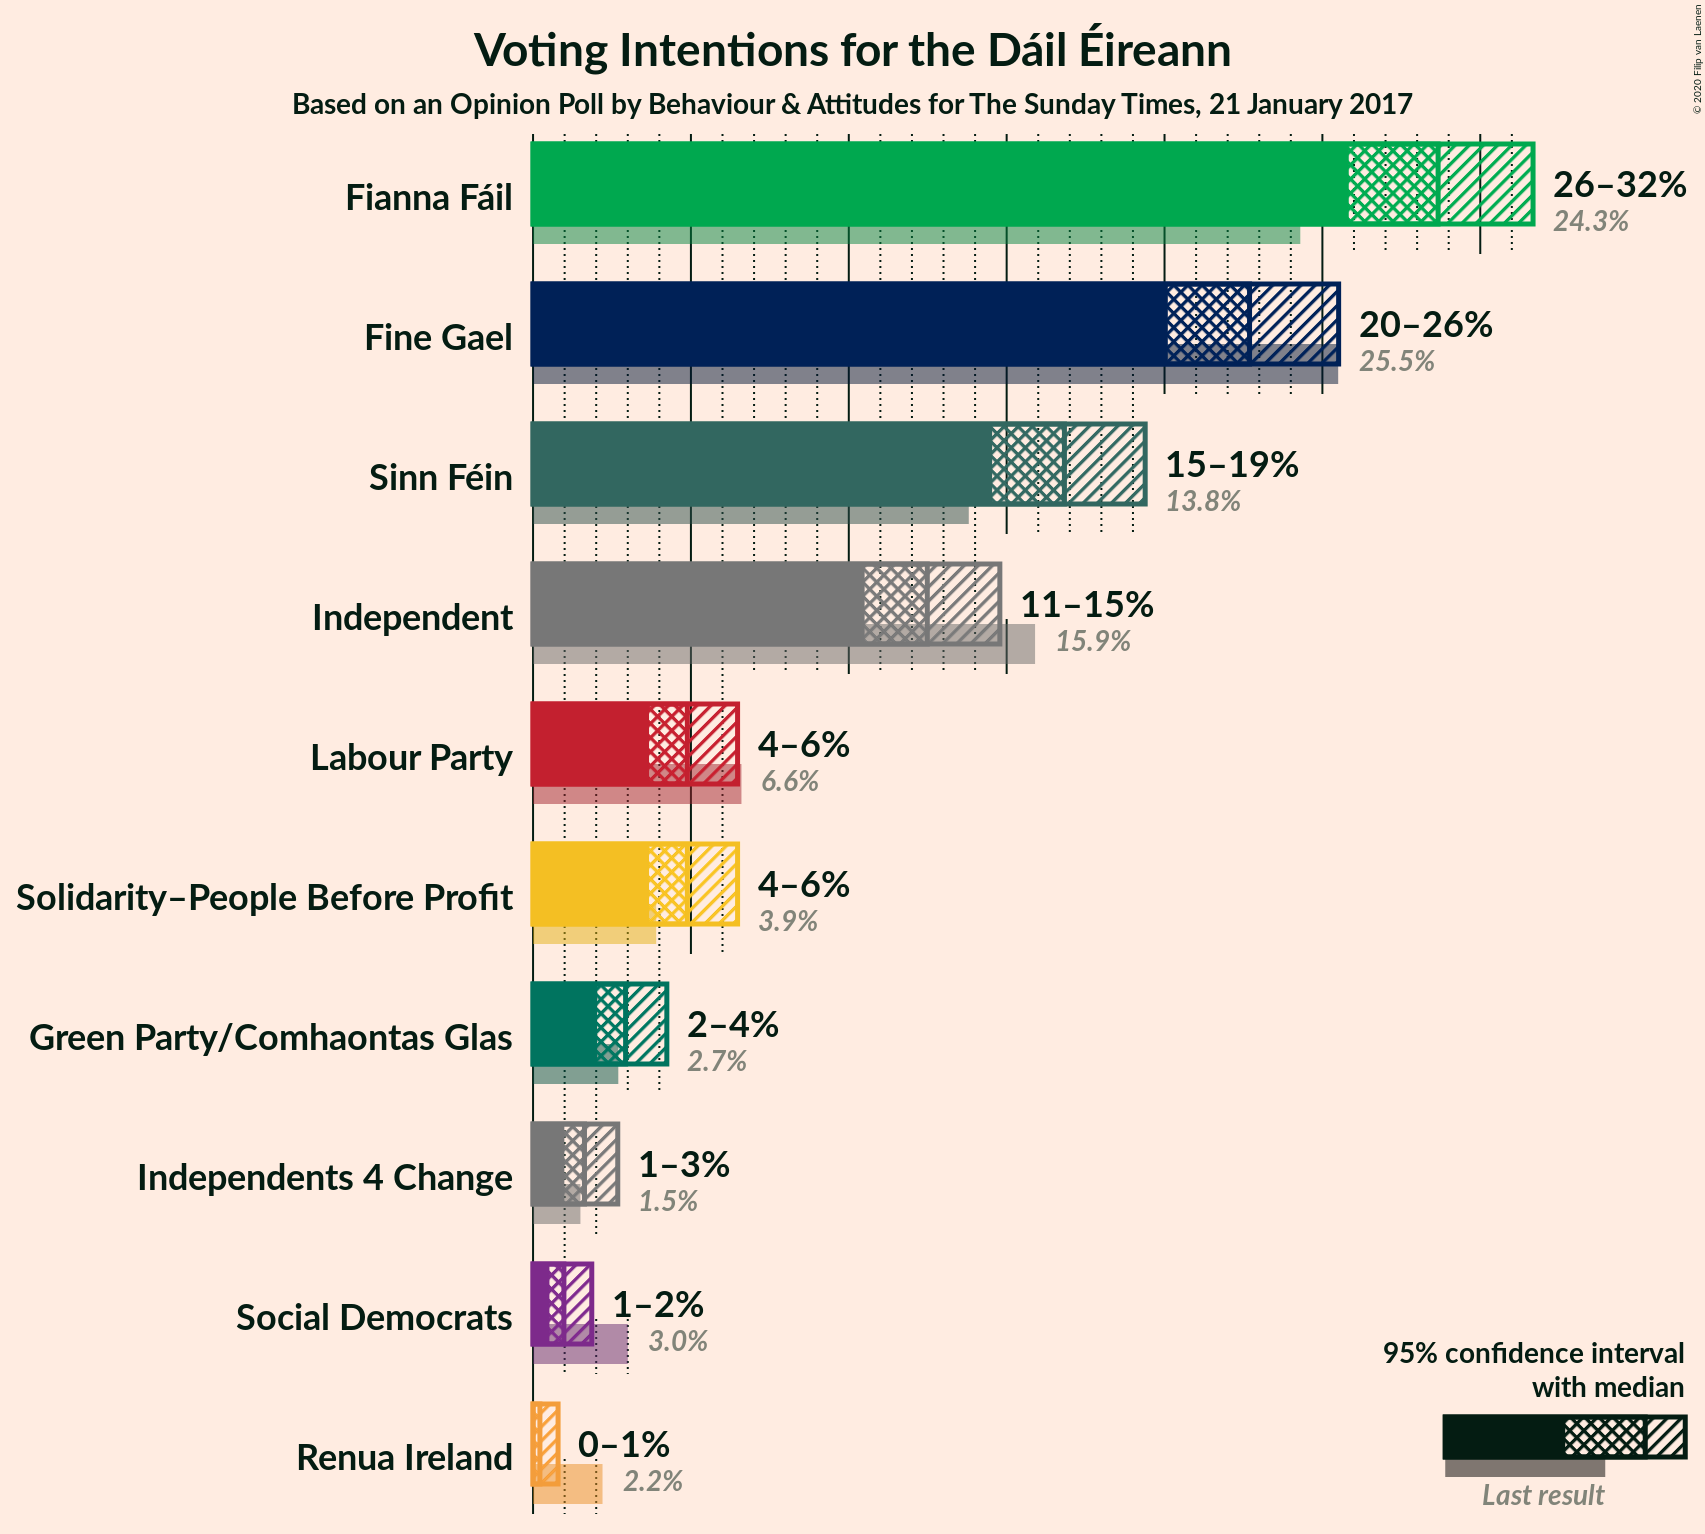 Voting Intentions for the Dáil Éireann
Based on an Opinion Poll by Behaviour & Attitudes for The Sunday Times, 21 January 2017
© 2020 Filip van Laenen
Fianna Fáil
26–32%
24.3%
Fine Gael
20–26%
25.5%
Sinn Féin
15–19%
13.8%
Independent
11–15%
15.9%
Labour Party
4–6%
6.6%
Solidarity–People Before Profit
4–6%
3.9%
Green Party/Comhaontas Glas
2–4%
2.7%
Independents 4 Change
1–3%
1.5%
Social Democrats
1–2%
3.0%
Renua Ireland
0–1%
2.2%
95% confidence interval
with median
Last result